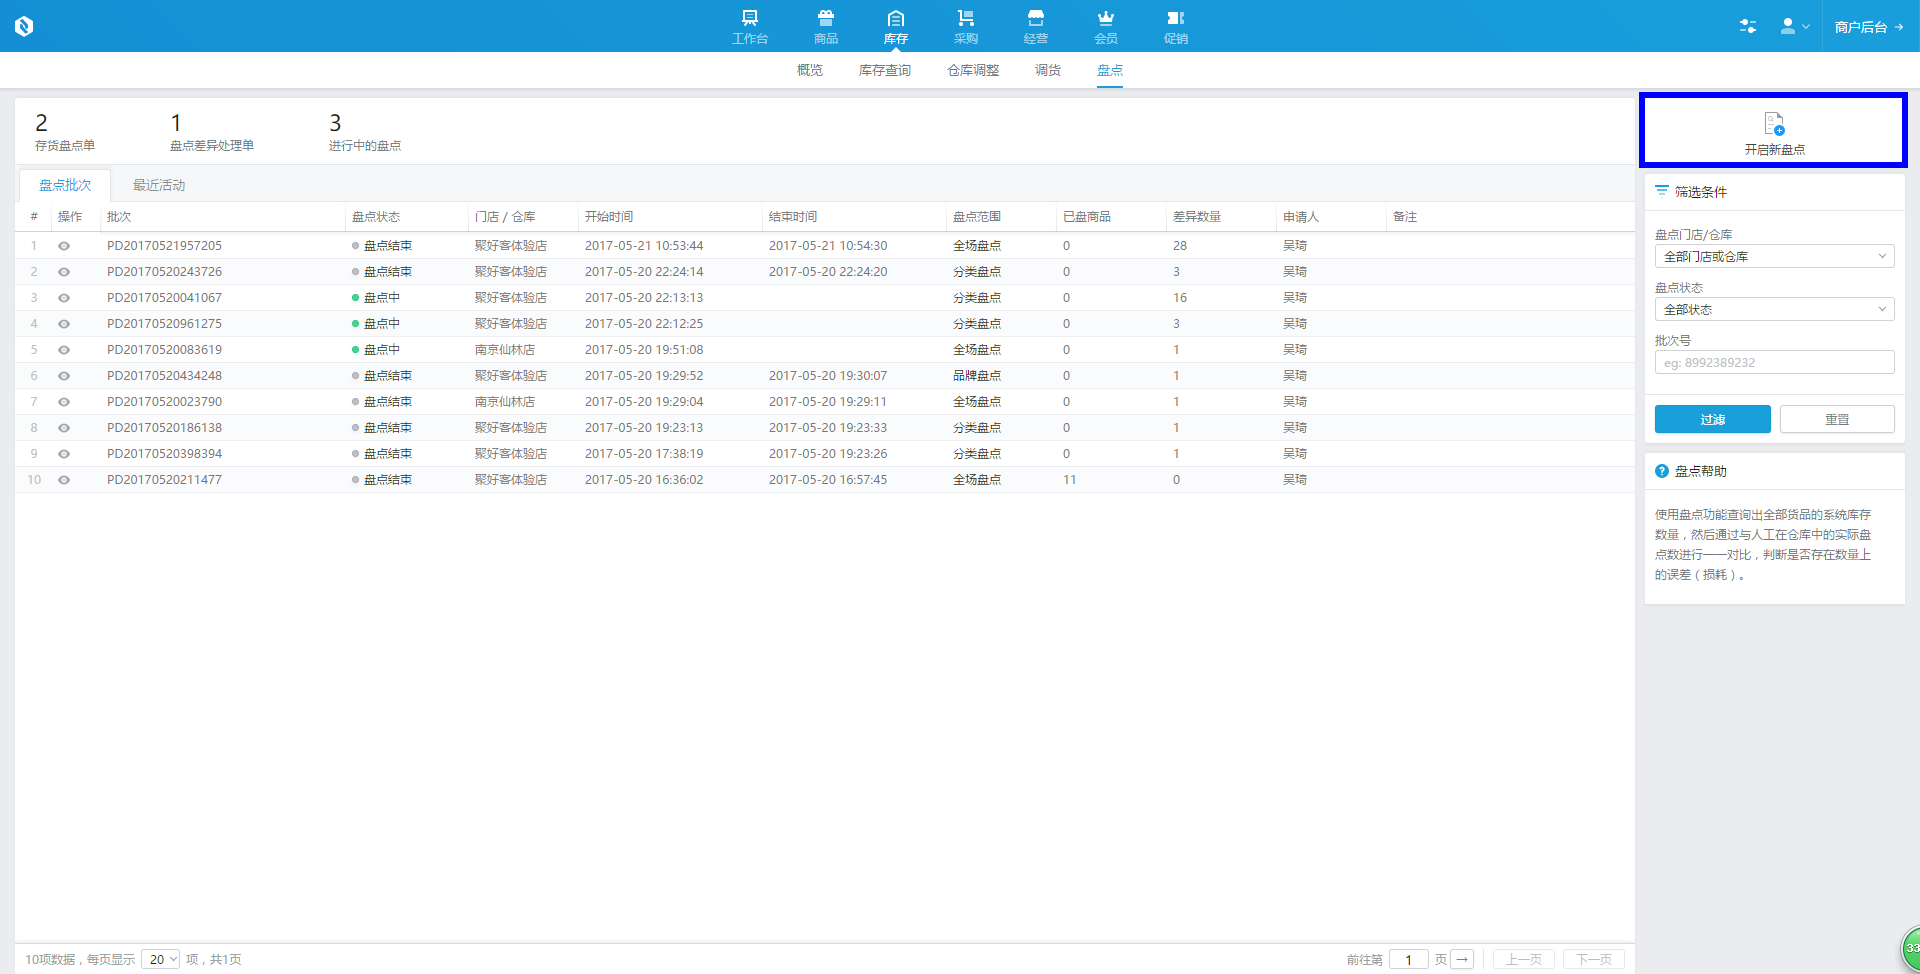 工作台 商品 库存 采购 经营 会员 促销 商户后台 →
概览 库存查询 仓库调整 调货 盘点
2 1 3
存货盘点单 盘点差异处理单 进行中的盘点
开启新盘点
盘点批次 最近活动
# 操作 批次 盘点状态 门店 / 仓库 开始时间 结束时间 盘点范围 已盘商品 差异数量 申请人 备注
1 PD20170521957205 盘点结束 聚好客体验店 2017-05-21 10:53:44 2017-05-21 10:54:30 全场盘点 0 28 吴琦
2 PD20170520243726 盘点结束 聚好客体验店 2017-05-20 22:24:14 2017-05-20 22:24:20 分类盘点 0 3 吴琦
3 PD20170520041067 盘点中 聚好客体验店 2017-05-20 22:13:13 分类盘点 0 16 吴琦
4 PD20170520961275 盘点中 聚好客体验店 2017-05-20 22:12:25 分类盘点 0 3 吴琦
5 PD20170520083619 盘点中 南京仙林店 2017-05-20 19:51:08 全场盘点 0 1 吴琦
6 PD20170520434248 盘点结束 聚好客体验店 2017-05-20 19:29:52 2017-05-20 19:30:07 品牌盘点 0 1 吴琦
7 PD20170520023790 盘点结束 南京仙林店 2017-05-20 19:29:04 2017-05-20 19:29:11 全场盘点 0 1 吴琦
8 PD20170520186138 盘点结束 聚好客体验店 2017-05-20 19:23:13 2017-05-20 19:23:33 分类盘点 0 1 吴琦
9 PD20170520398394 盘点结束 聚好客体验店 2017-05-20 17:38:19 2017-05-20 19:23:26 分类盘点 0 1 吴琦
10 PD20170520211477 盘点结束 聚好客体验店 2017-05-20 16:36:02 2017-05-20 16:57:45 全场盘点 11 0 吴琦
筛选条件
盘点门店/仓库
全部门店或仓库
盘点状态
全部状态
批次号
eg: 8992389232
过滤 重置
盘点帮助
使用盘点功能查询出全部货品的系统库存
数量，然后通过与人工在仓库中的实际盘
点数进行一一对比，判断是否存在数量上
的误差（损耗）。
10项数据，每页显示 20 项，共1页 前往第 1 页 → 上一页 下一页
33